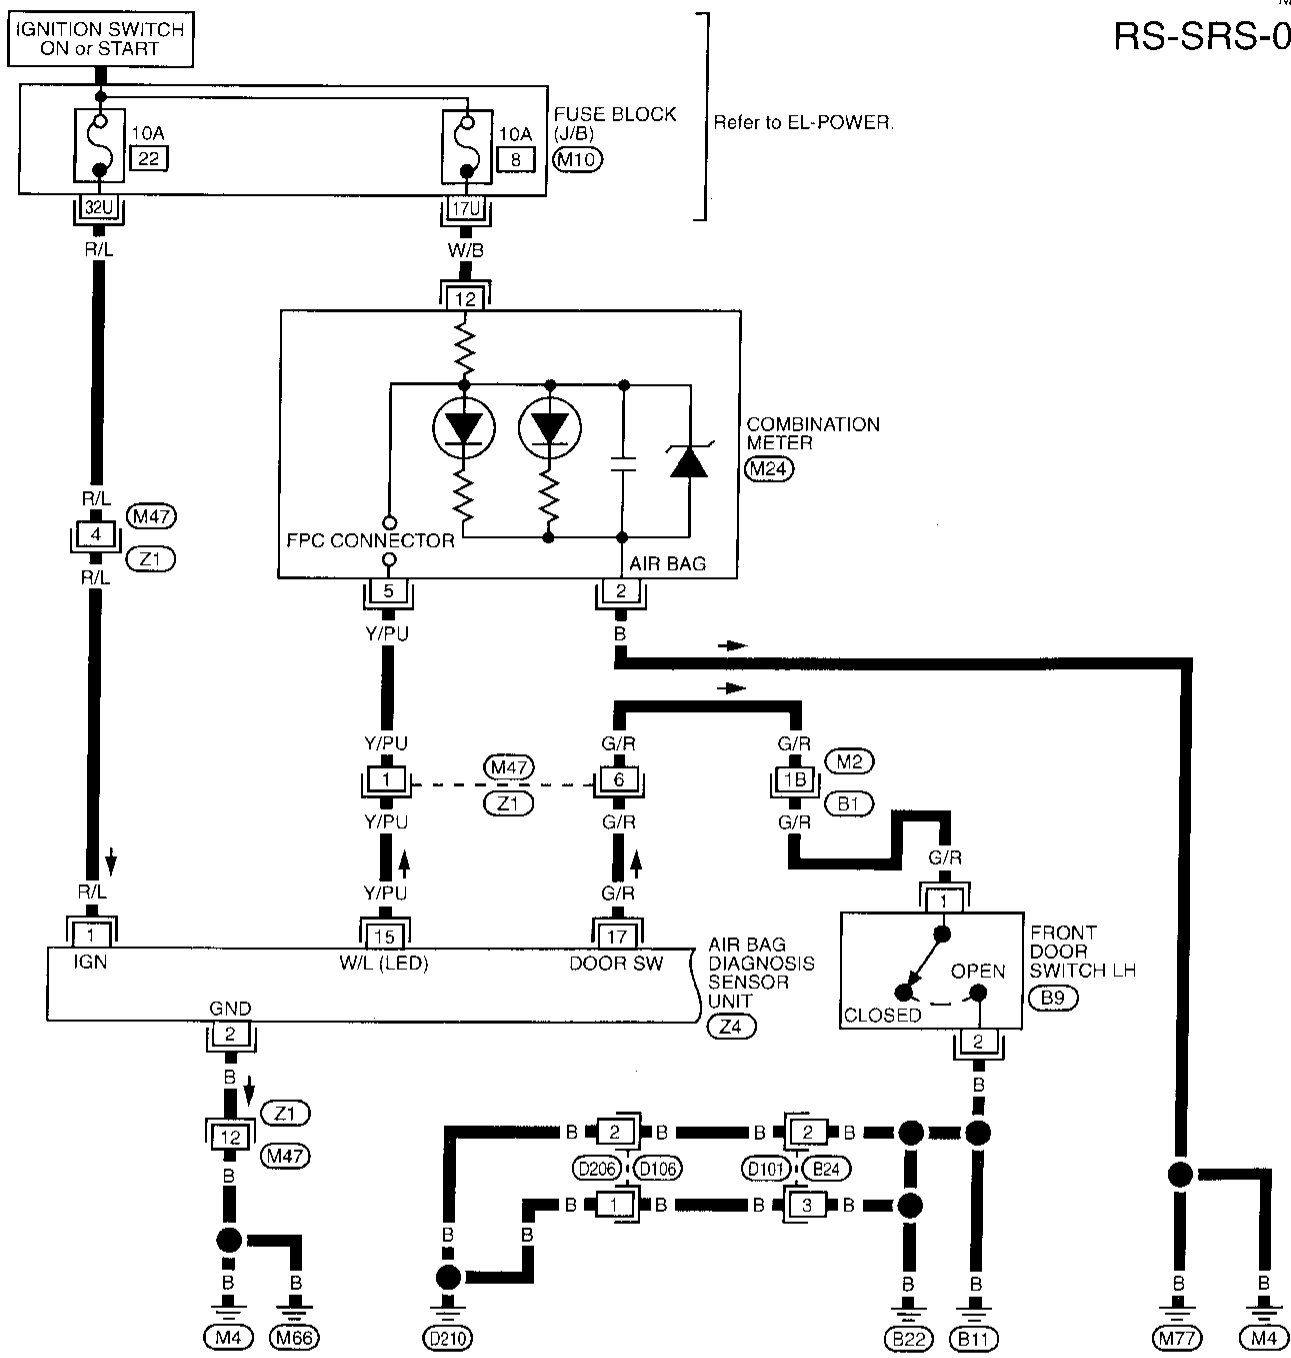 RS-SRS-0
IGNITION SWITCH
ON or START
10A
22
10A
8
FUSE BLOCK
(J/B)
M10
Refer to EL-POWER.
32U
17U
R/L
W/B
12
COMBINATION
METER
M24
R/L
M47
4
Z1
R/L
FPC CONNECTOR
AIR BAG
5
2
Y/PU
B
Y/PU
G/R
G/R
M2
1
M47
6
1B
Z1
B1
Y/PU
G/R
G/R
G/R
R/L
Y/PU
G/R
1
1
15
17
IGN
W/L (LED)
DOOR SW
AIR BAG
DIAGNOSIS
SENSOR
UNIT
Z4
FRONT
DOOR
SWITCH LH
B9
OPEN
CLOSED
GND
2
2
B
B
Z1
12
M47
B
B
2
B
B
2
B
D206
D106
D101
B24
B
1
B
B
3
B
B
B
B
B
B
B
B
B
M4
M66
D210
B22
B11
M77
M4